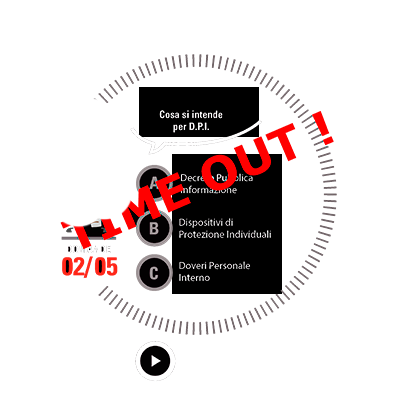 Cosa si intende
per D.P.I.
TIME OUT !
A
Decreto Pubblica
Informazione
B
Dispositivi di
Protezione Individuali
02/05
C
Doveri Personale
Interno